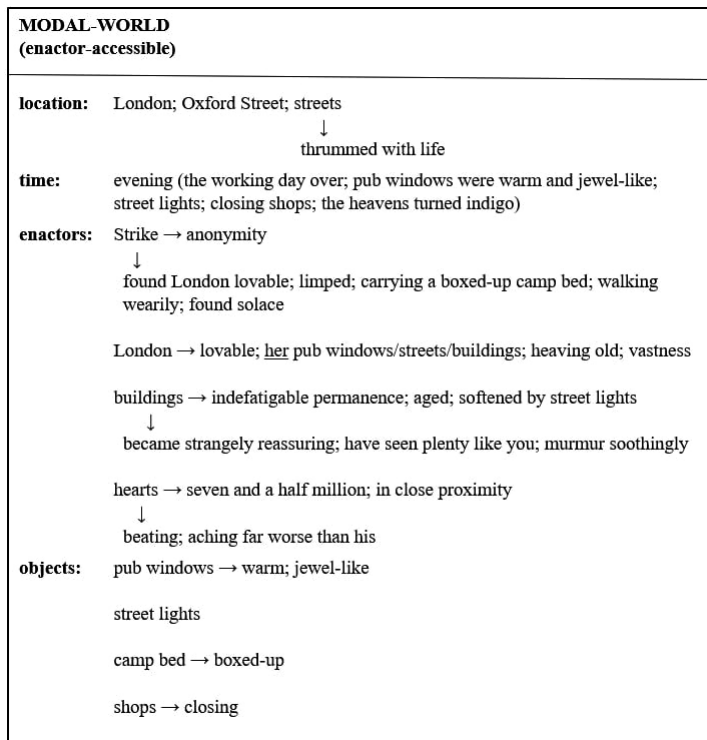 MODAL-WORLD
(enactor-accessible)
location: London; Oxford Street; streets
↓
thrummed with life
time: evening (the working day over; pub windows were warm and jewel-like;
street lights; closing shops; the heavens turned indigo)
enactors: Strike → anonymity
↓
found London lovable; limped; carrying a boxed-up camp bed; walking
wearily; found solace
London → lovable; her pub windows/streets/buildings; heaving old; vastness
buildings → indefatigable permanence; aged; softened by street lights
↓
became strangely reassuring; have seen plenty like you; murmur soothingly
hearts → seven and a half million; in close proximity
↓
beating; aching far worse than his
objects: pub windows → warm; jewel-like
street lights
camp bed → boxed-up
shops → closing